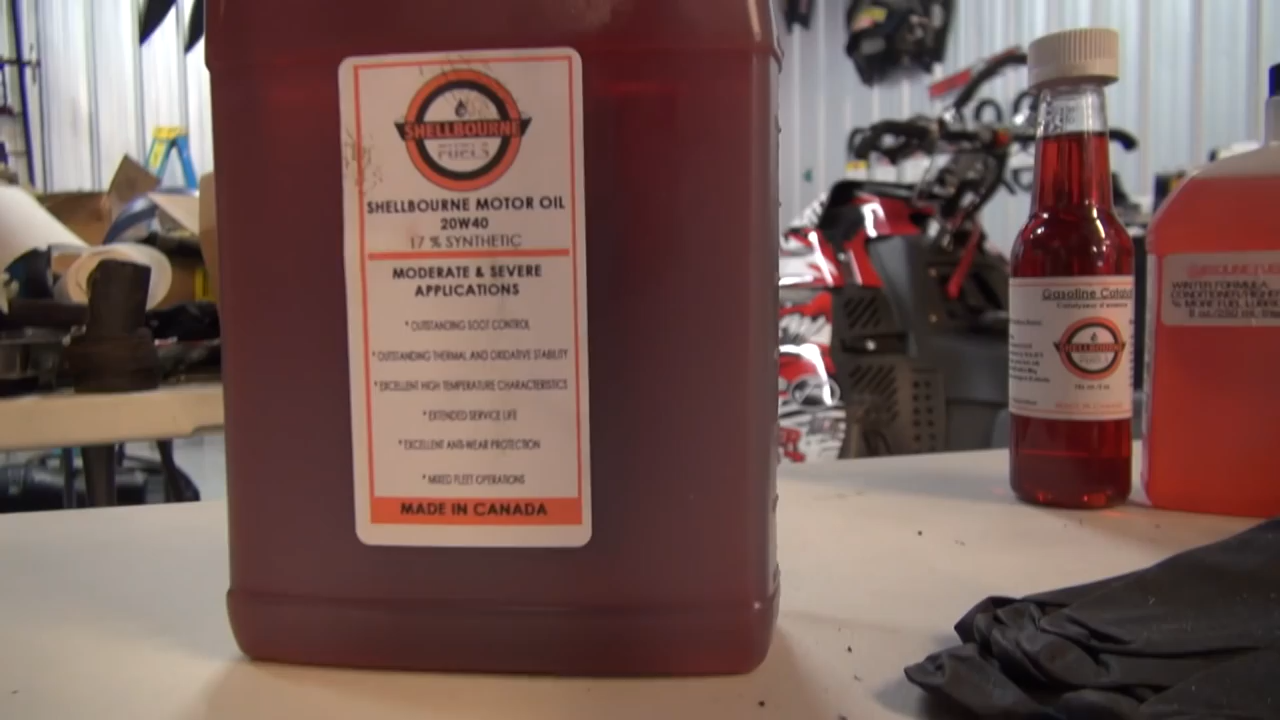 SHELLBOURNE
FUELS
SHELLBOURNE MOTOR OIL
20W40
17 % SYNTHETIC
MODERATE & SEVERE
APPLICATIONS
* OUTSTANDING SOOT CONTROL
* OUTSTANDING THERMAL AND OXIDATIVE STABILITY
* EXCELLENT HIGH TEMPERATURE CHARACTERISTICS
* EXTENDED SERVICE LIFE
* EXCELLENT ANTI-WEAR PROTECTION
* MIXED FLEET OPERATIONS
MADE IN CANADA
Gasoline
SHELLBOURNE
FUELS
WINTER FORMULA